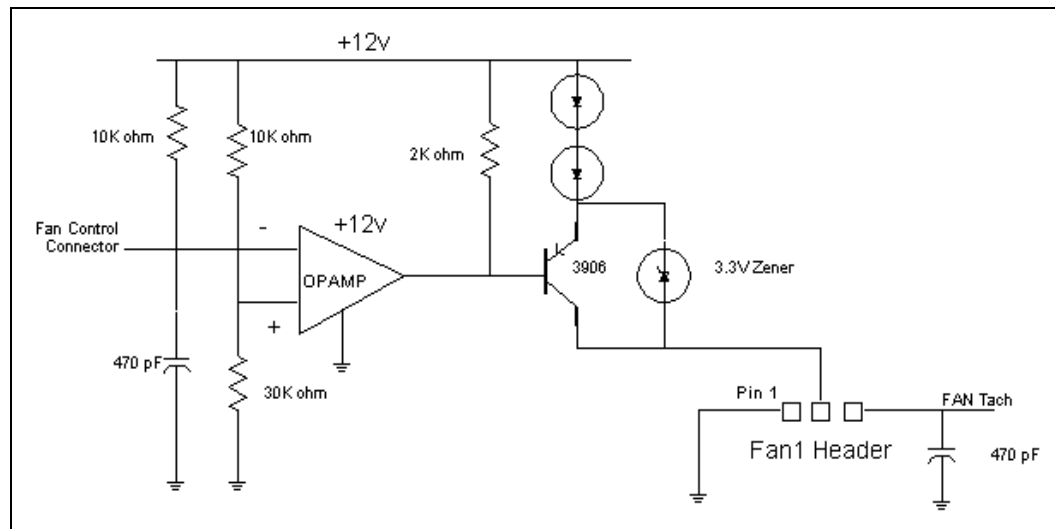 +12v
10K ohm
10K ohm
2K ohm
Fan Control
Connector
-
+12v
OPAMP
3906
3.3V Zener
+
470 pF
30K ohm
Pin 1
FAN Tach
Fan1 Header
470 pF